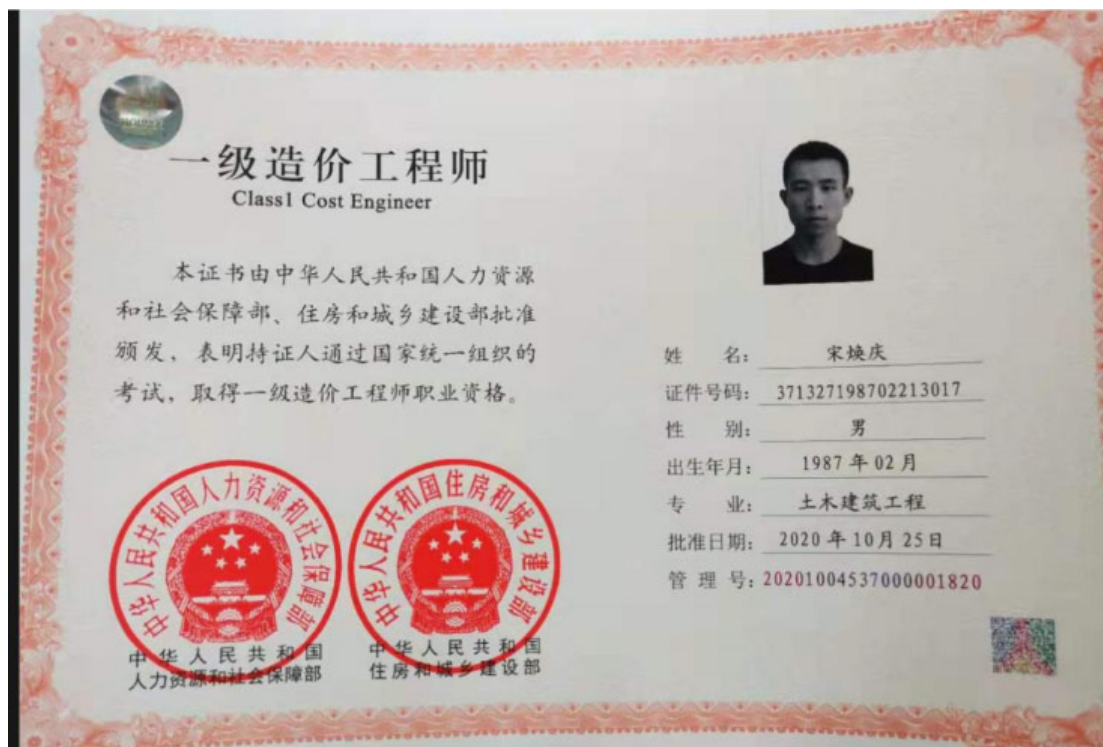 一级造价工程师
Class1 Cost Engineer
本证书由中华人民共和国人力资源
和社会保障部、住房和城乡建设部批准
颁发，表明持证人通过国家统一组织的
考试，取得一级造价工程师职业资格。
姓 名：宋焕庆
证件号码：371327198702213017
性 别：男
出生年月：1987年02月
专 业：土木建筑工程
批准日期：2020年10月25日
管 理 号：20201004537000001820
中华人民共和国人力资源和社会保障部
中华人民共和国住房和城乡建设部
中华人民共和国
人力资源和社会保障部
中华人民共和国
住房和城乡建设部